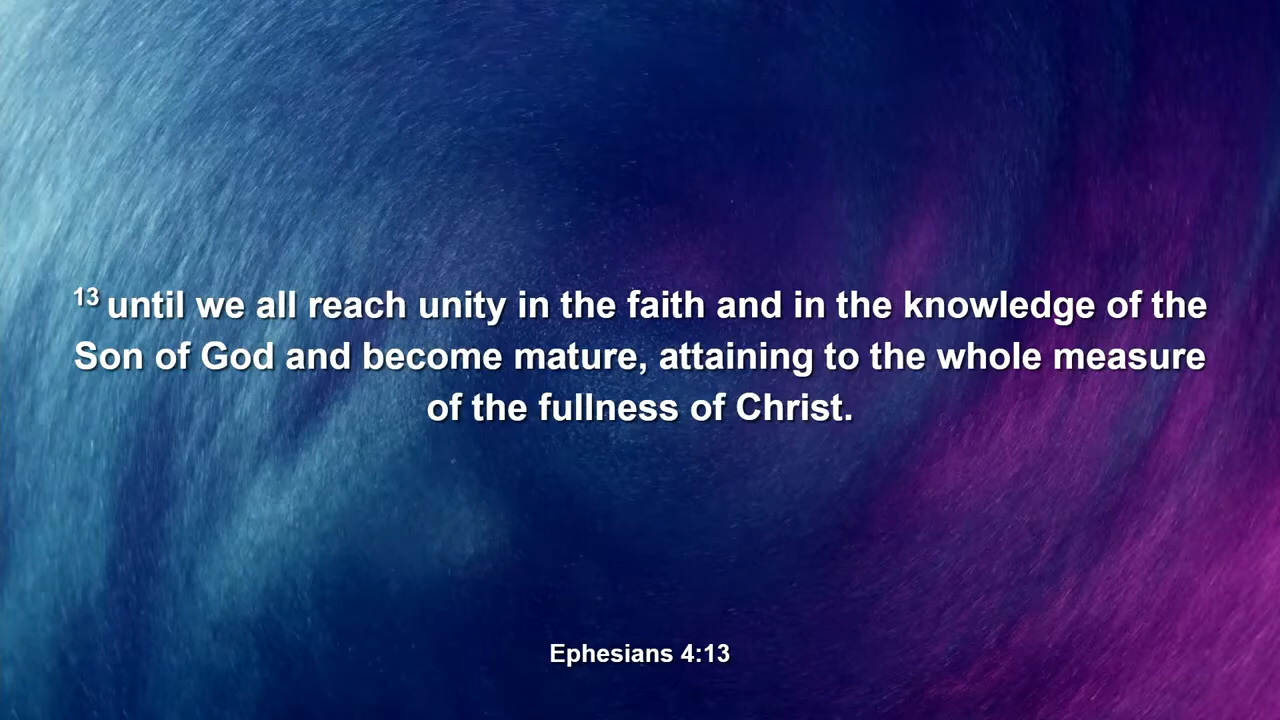 13 until we all reach unity in the faith and in the knowledge of the
Son of God and become mature, attaining to the whole measure
of the fullness of Christ.
Ephesians 4:13